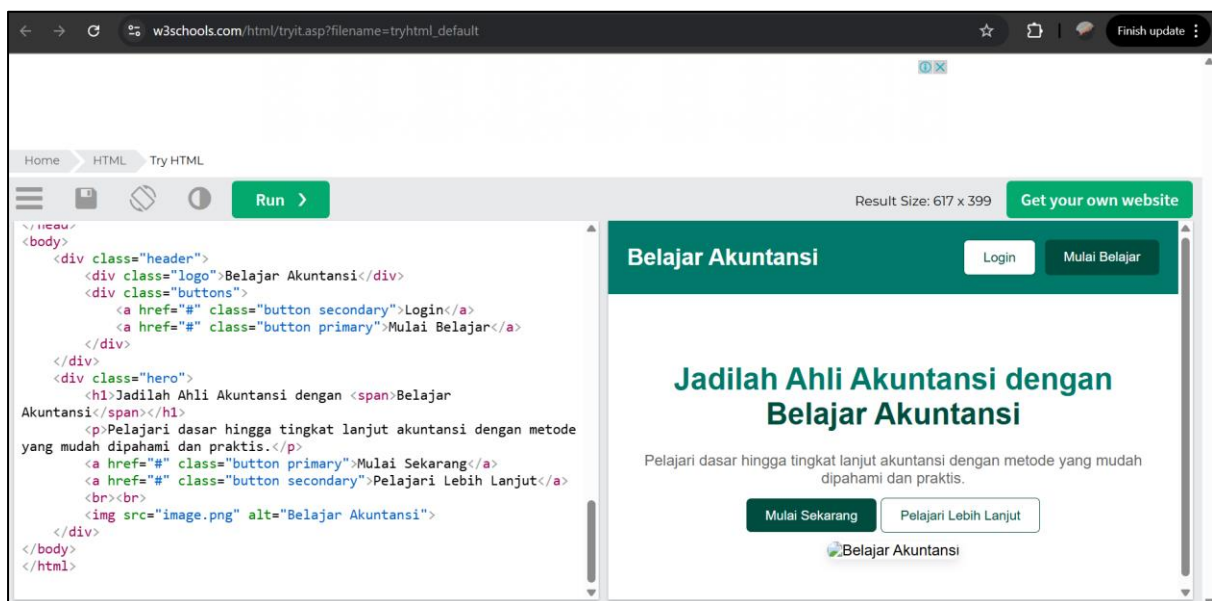 w3schools.com/html/tryit.asp?filename=tryhtml_default
Finish update
Home
HTML
Try HTML
Run ❯
Result Size: 617 x 399
Get your own website
</head>
<body>
<div class="header">
<div class="logo">Belajar Akuntansi</div>
<div class="buttons">
<a href="#" class="button secondary">Login</a>
<a href="#" class="button primary">Mulai Belajar</a>
</div>
</div>
<div class="hero">
<h1>Jadilah Ahli Akuntansi dengan <span>Belajar
Akuntansi</span></h1>
<p>Pelajari dasar hingga tingkat lanjut akuntansi dengan metode
yang mudah dipahami dan praktis.</p>
<a href="#" class="button primary">Mulai Sekarang</a>
<a href="#" class="button secondary">Pelajari Lebih Lanjut</a>
<br><br>
<img src="image.png" alt="Belajar Akuntansi">
</div>
</body>
</html>
Belajar Akuntansi
Login
Mulai Belajar
Jadilah Ahli Akuntansi dengan
Belajar Akuntansi
Pelajari dasar hingga tingkat lanjut akuntansi dengan metode yang mudah
dipahami dan praktis.
Mulai Sekarang
Pelajari Lebih Lanjut
Belajar Akuntansi